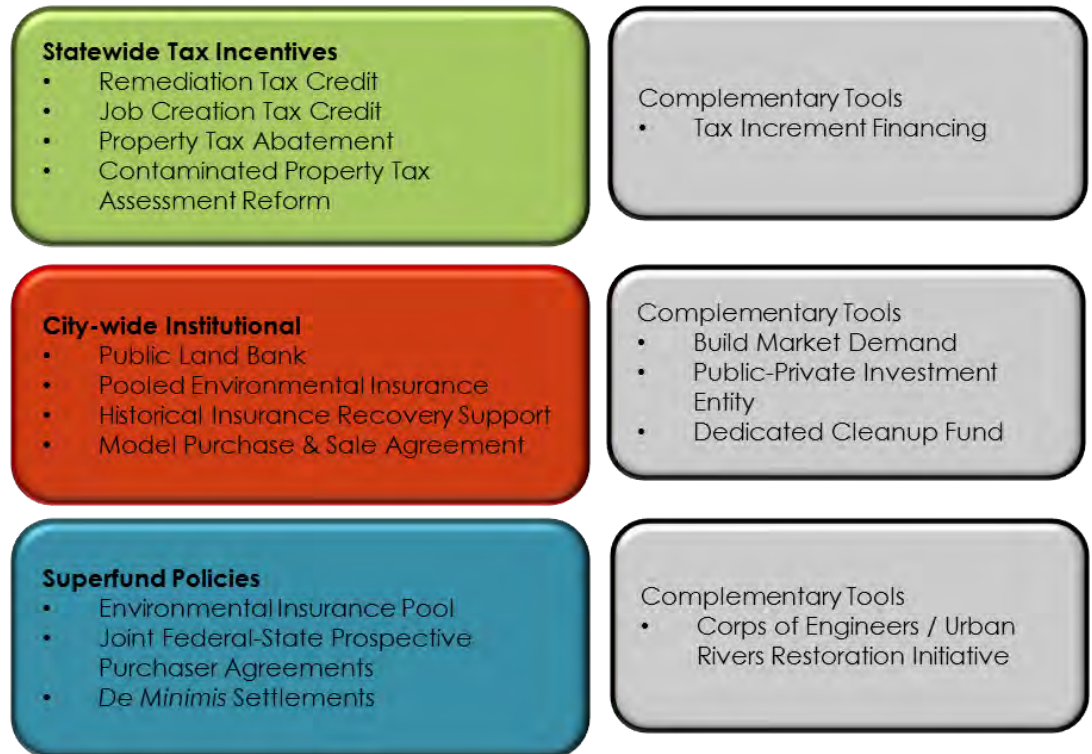 Statewide Tax Incentives
• Remediation Tax Credit
• Job Creation Tax Credit
• Property Tax Abatement
• Contaminated Property Tax
Assessment Reform
Complementary Tools
• Tax Increment Financing
City-wide Institutional
• Public Land Bank
• Pooled Environmental Insurance
• Historical Insurance Recovery Support
• Model Purchase & Sale Agreement
Complementary Tools
• Build Market Demand
• Public-Private Investment
Entity
• Dedicated Cleanup Fund
Superfund Policies
• Environmental Insurance Pool
• Joint Federal-State Prospective
Purchaser Agreements
• De Minimis Settlements
Complementary Tools
• Corps of Engineers / Urban
Rivers Restoration Initiative